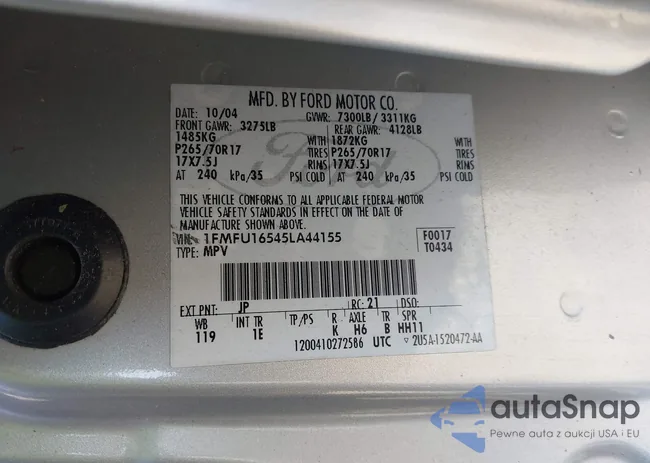 MFD. BY FORD MOTOR CO.
DATE: 10/04 GVWR: 7300LB / 3311KG
FRONT GAWR: 3275LB REAR GAWR: 4128LB
1485KG WITH 1872KG WITH
P265/70R17 TIRES P265/70R17 TIRES
17X7.5J RIMS 17X7.5J RIMS
AT 240 kPa/35 PSI COLD AT 240 kPa/35 PSI COLD
Ford
THIS VEHICLE CONFORMS TO ALL APPLICABLE FEDERAL MOTOR
VEHICLE SAFETY STANDARDS IN EFFECT ON THE DATE OF
MANUFACTURE SHOWN ABOVE.
VIN: 1FMFU16545LA44155 F0017
TYPE: MPV T0434
EXT PNT: JP RC: 21 DSO:
WB INT TR TP/PS R AXLE TR SPR
119 1E K H6 B HH11
1200410272586 UTC ▽ 2U5A-1520472-AA
autaSnap
Pewne auta z aukcji USA i EU